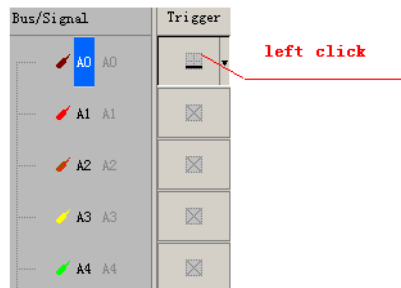 Bus/Signal Trigger
left click
A0 A0
A1 A1
A2 A2
A3 A3
A4 A4